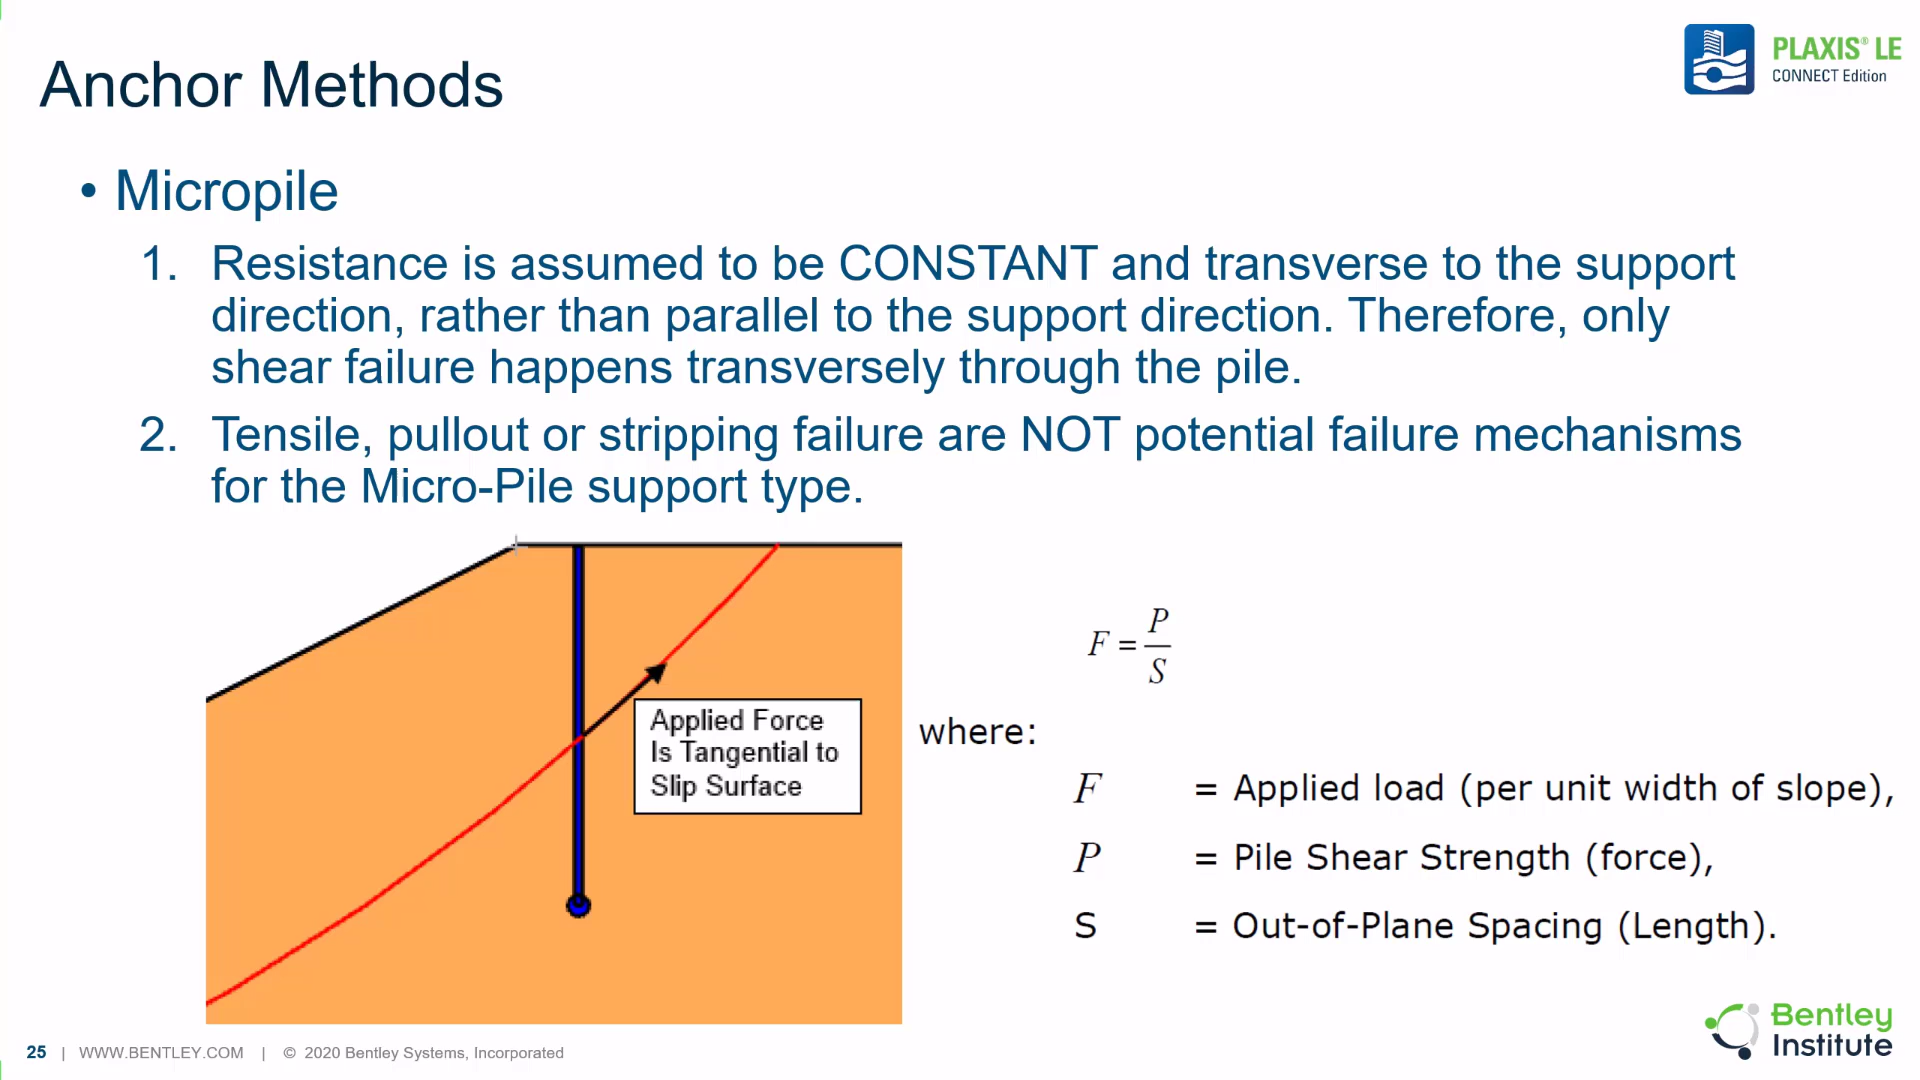 PLAXIS® LE
CONNECT Edition
Anchor Methods
• Micropile
1. Resistance is assumed to be CONSTANT and transverse to the support
direction, rather than parallel to the support direction. Therefore, only
shear failure happens transversely through the pile.
2. Tensile, pullout or stripping failure are NOT potential failure mechanisms
for the Micro-Pile support type.
Applied Force
Is Tangential to
Slip Surface
F = P/S
where:
F = Applied load (per unit width of slope),
P = Pile Shear Strength (force),
S = Out-of-Plane Spacing (Length).
Bentley
Institute
25 | WWW.BENTLEY.COM | © 2020 Bentley Systems, Incorporated